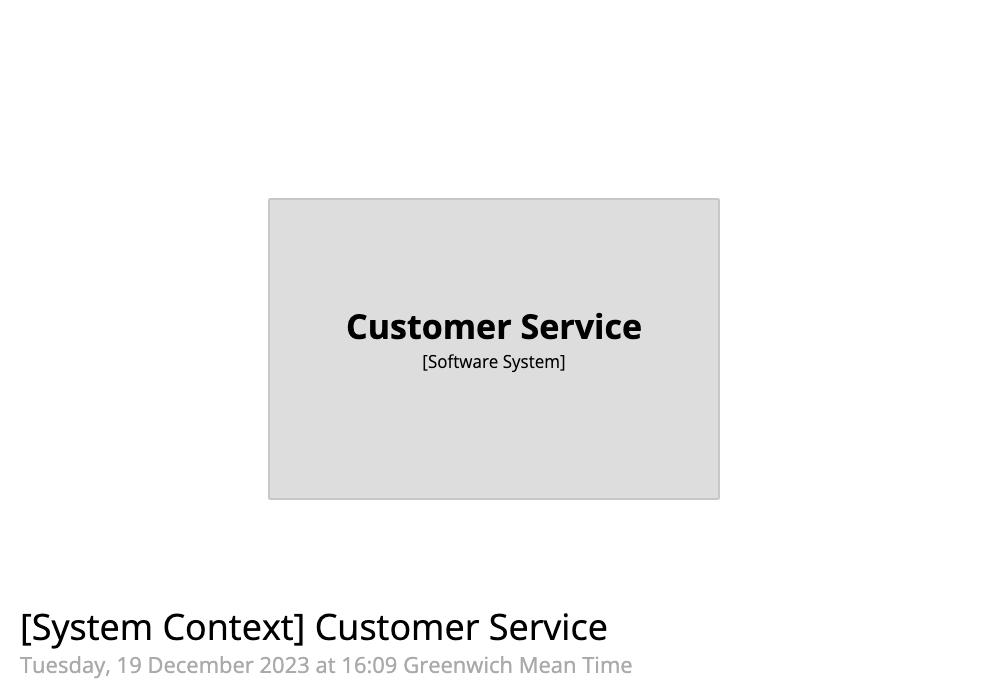 Customer Service
[Software System]
[System Context] Customer Service
Tuesday, 19 December 2023 at 16:09 Greenwich Mean Time